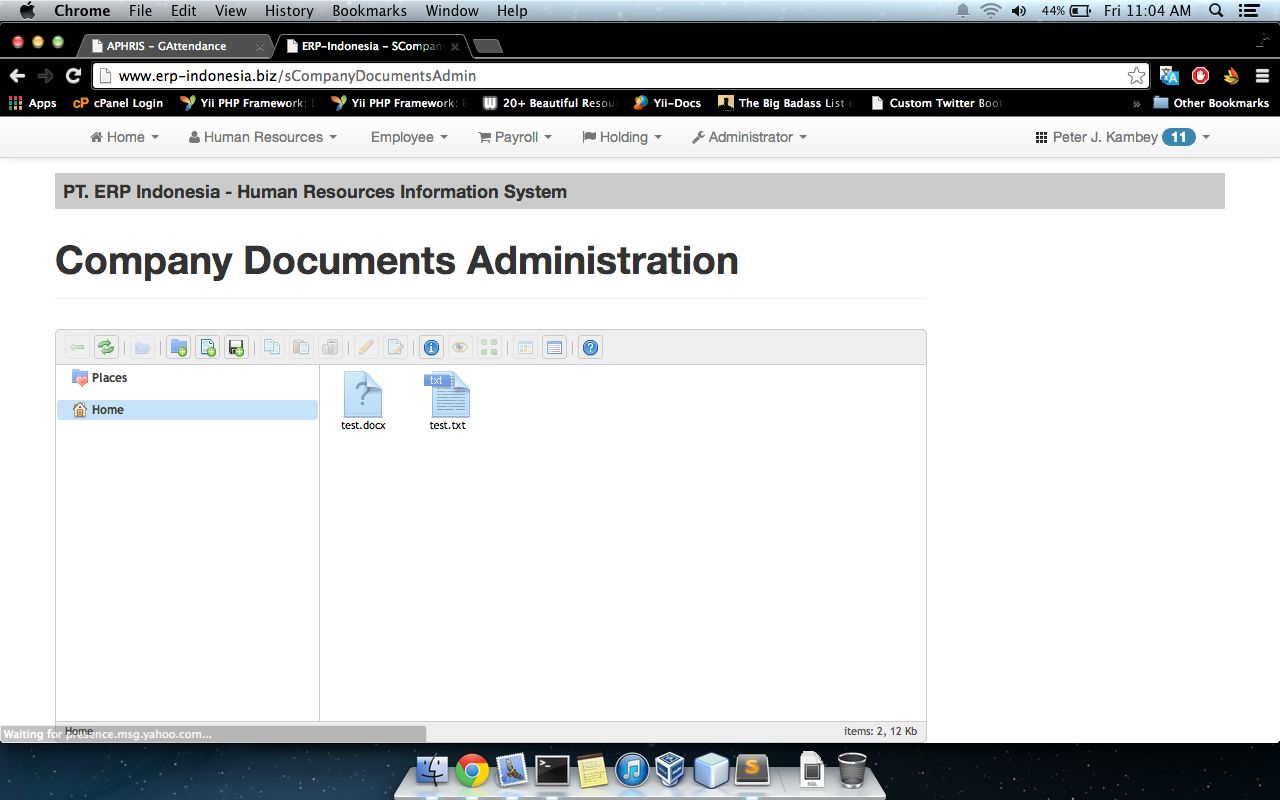 Chrome File Edit View History Bookmarks Window Help 44% Fri 11:04 AM
APHRIS – GAttendance ERP-Indonesia – SCompan
www.erp-indonesia.biz/sCompanyDocumentsAdmin
Apps cP cPanel Login Yii PHP Framework: Yii PHP Framework: W 20+ Beautiful Resou Yii-Docs The Big Badass List o Custom Twitter Boot » Other Bookmarks
Home Human Resources Employee Payroll Holding Administrator Peter J. Kambey 11
PT. ERP Indonesia - Human Resources Information System
Company Documents Administration
Places
Home
txt
test.docx test.txt
Home items: 2, 12 Kb
Waiting for presence.msg.yahoo.com...
SQL